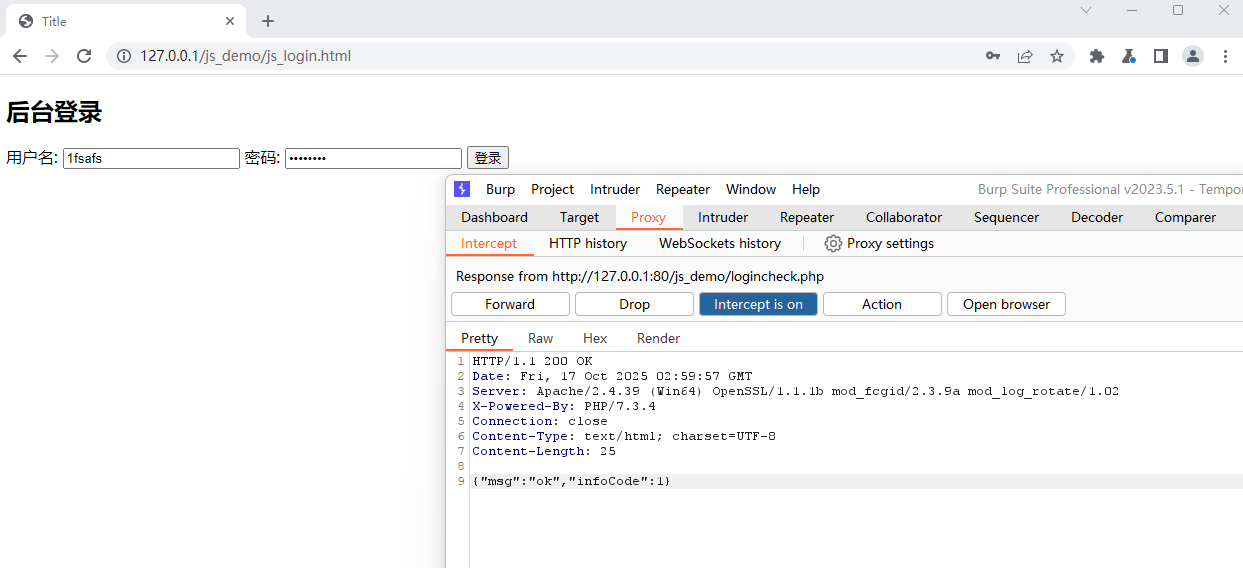 Title
127.0.0.1/js_demo/js_login.html
后台登录
用户名: 1fsafs 密码: •••••••• 登录
Burp Project Intruder Repeater Window Help Burp Suite Professional v2023.5.1 - Tempor
Dashboard Target Proxy Intruder Repeater Collaborator Sequencer Decoder Comparer
Intercept HTTP history WebSockets history Proxy settings
Response from http://127.0.0.1:80/js_demo/logincheck.php
Forward Drop Intercept is on Action Open browser
Pretty Raw Hex Render
1 HTTP/1.1 200 OK
2 Date: Fri, 17 Oct 2025 02:59:57 GMT
3 Server: Apache/2.4.39 (Win64) OpenSSL/1.1.1b mod_fcgid/2.3.9a mod_log_rotate/1.02
4 X-Powered-By: PHP/7.3.4
5 Connection: close
6 Content-Type: text/html; charset=UTF-8
7 Content-Length: 25
8
9 {"msg":"ok","infoCode":1}